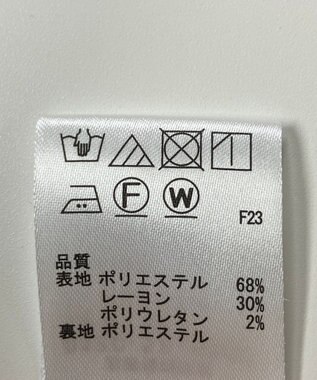 F W F23
品質
表地 ポリエステル 68%
レーヨン 30%
ポリウレタン 2%
裏地 ポリエステル